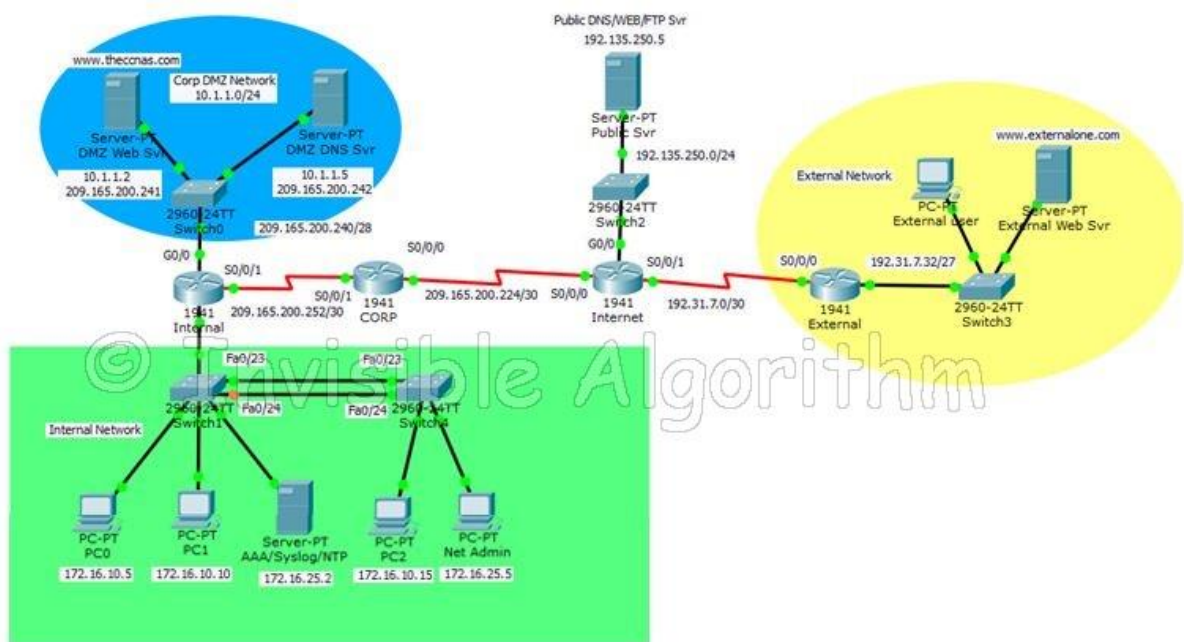 Public DNS/WEB/FTP Svr
192.135.250.5
www.theccnas.com
Corp DMZ Network
10.1.1.0/24
Server-PT
DMZ Web Svr
Server-PT
DMZ DNS Svr
10.1.1.2
209.165.200.241
10.1.1.5
209.165.200.242
2960-24TT
Switch0
209.165.200.240/28
Server-PT
Public Svr
192.135.250.0/24
2960-24TT
Switch2
www.externalone.com
External Network
PC-PT
External user
Server-PT
External Web Svr
192.31.7.32/27
2960-24TT
Switch3
G0/0
S0/0/1
1941
Internal
209.165.200.252/30
S0/0/1
S0/0/0
1941
CORP
209.165.200.224/30
G0/0
S0/0/0
S0/0/1
1941
Internet
192.31.7.0/30
S0/0/0
1941
External
© Invisible Algorithm
Fa0/23
Fa0/23
2960-24TT
Switch1
Fa0/24
Fa0/24
2960-24TT
Switch4
Internal Network
PC-PT
PC0
172.16.10.5
PC-PT
PC1
172.16.10.10
Server-PT
AAA/Syslog/NTP
172.16.25.2
PC-PT
PC2
172.16.10.15
PC-PT
Net Admin
172.16.25.5